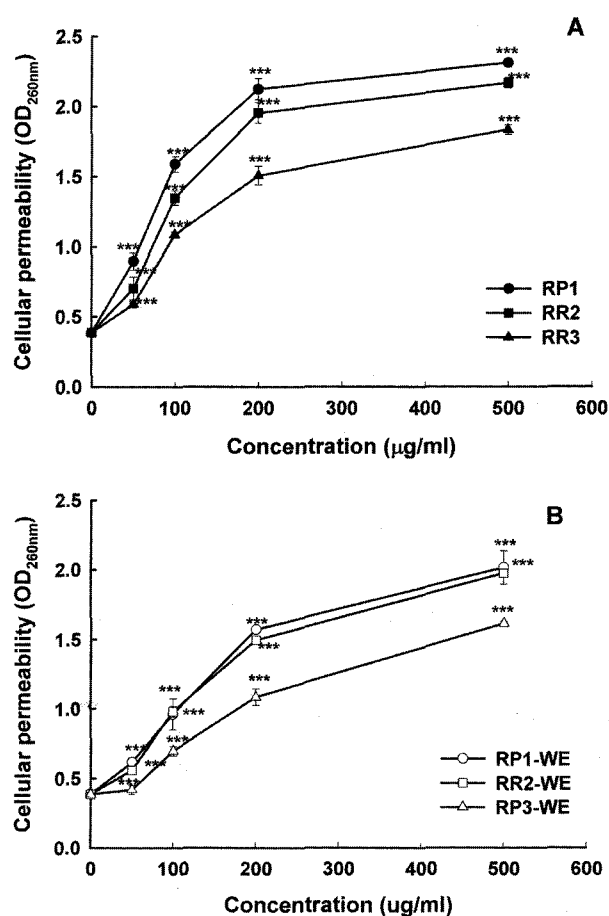 A
Cellular permeability (OD260nm)
2.5
2.0
1.5
1.0
0.5
0.0
***
***
***
***
***
***
***
***
***
***
***
***
RP1
RR2
RR3
0 100 200 300 400 500 600
Concentration (μg/ml)
B
Cellular permeability (OD260nm)
2.5
2.0
1.5
1.0
0.5
0.0
***
***
***
***
***
***
***
***
***
***
***
RP1-WE
RR2-WE
RP3-WE
0 100 200 300 400 500 600
Concentration (ug/ml)